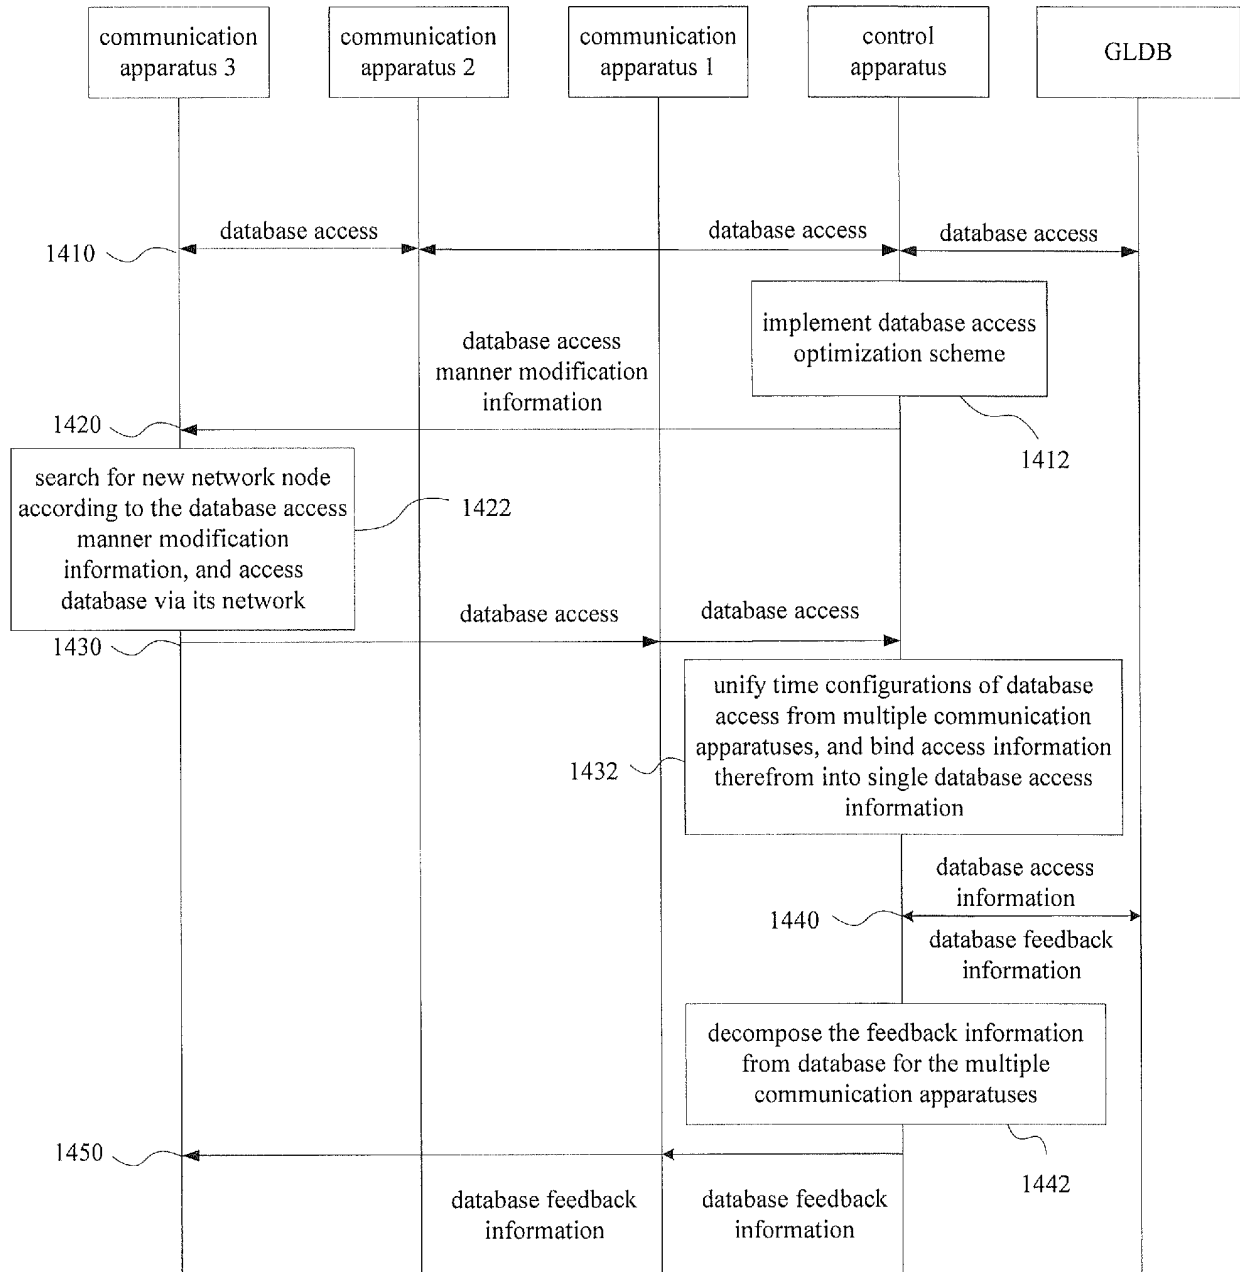 communication
apparatus 3
communication
apparatus 2
communication
apparatus 1
control
apparatus
GLDB
database access
database access
database access
1410
implement database access
optimization scheme
database access
manner modification
information
1420
1412
search for new network node
according to the database access
manner modification
information, and access
database via its network
1422
database access
database access
1430
unify time configurations of database
access from multiple communication
apparatuses, and bind access information
therefrom into single database access
information
1432
database access
information
1440
database feedback
information
decompose the feedback information
from database for the multiple
communication apparatuses
1450
1442
database feedback
information
database feedback
information